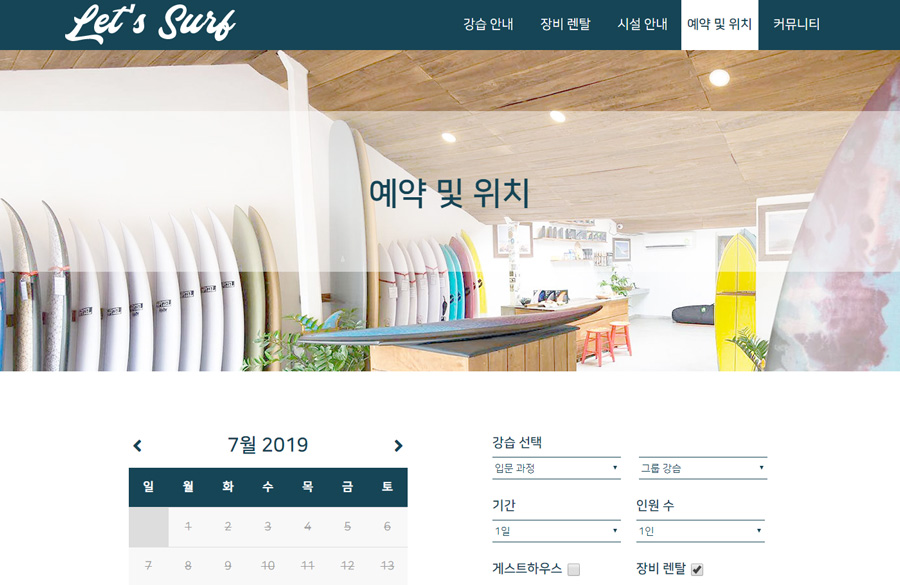 Let's Surf
강습 안내 장비 렌탈 시설 안내 예약 및 위치 커뮤니티
예약 및 위치
7월 2019
일 월 화 수 목 금 토
1 2 3 4 5 6
7 8 9 10 11 12 13
강습 선택
입문 과정 그룹 강습
기간 인원 수
1일 1인
게스트하우스 장비 렌탈